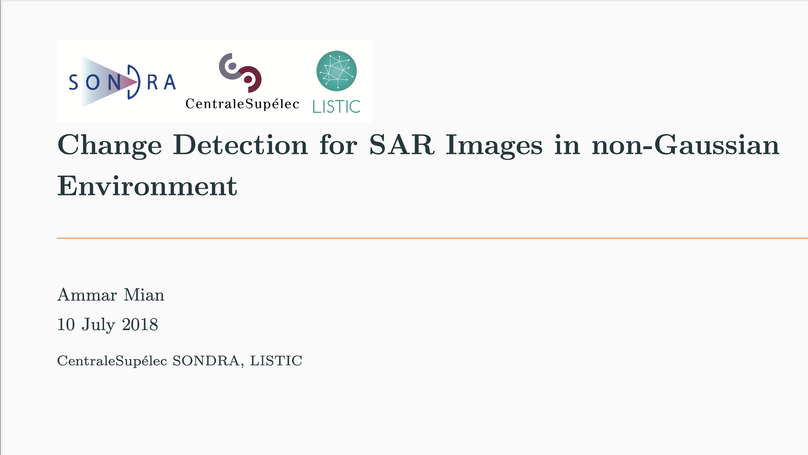 SONDRA CentraleSupélec LISTIC
Change Detection for SAR Images in non-Gaussian
Environment
Ammar Mian
10 July 2018
CentraleSupélec SONDRA, LISTIC